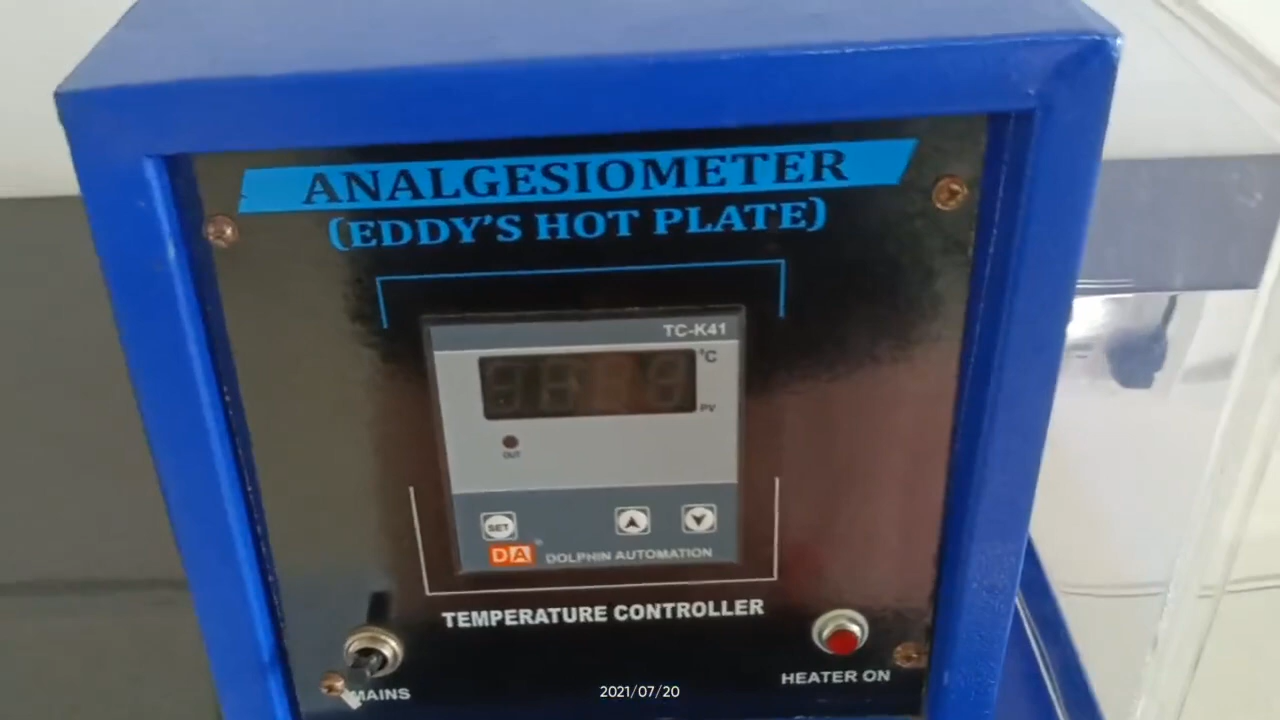 ANALGESIOMETER
(EDDY'S HOT PLATE)
TC-K41
°C
PV
OUT
SET
DA
DOLPHIN AUTOMATION
TEMPERATURE CONTROLLER
MAINS
HEATER ON
2021/07/20